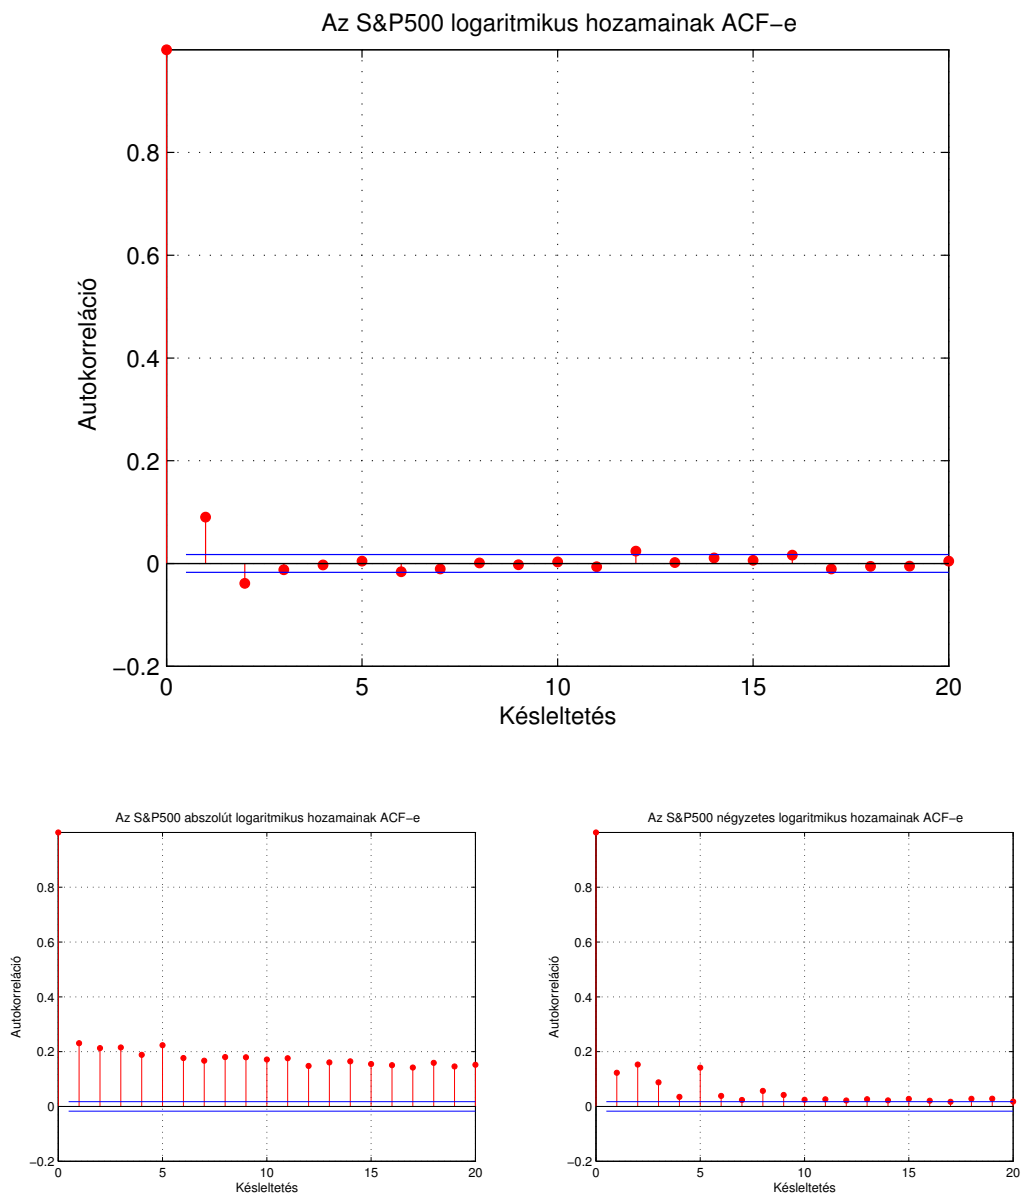 Az S&P500 logaritmikus hozamainak ACF−e
0.8
0.6
0.4
0.2
0
−0.2
Autokorreláció
0 5 10 15 20
Késleltetés
Az S&P500 abszolút logaritmikus hozamainak ACF−e
0.8
0.6
0.4
0.2
0
−0.2
Autokorreláció
0 5 10 15 20
Késleltetés
Az S&P500 négyzetes logaritmikus hozamainak ACF−e
0.8
0.6
0.4
0.2
0
−0.2
Autokorreláció
0 5 10 15 20
Késleltetés